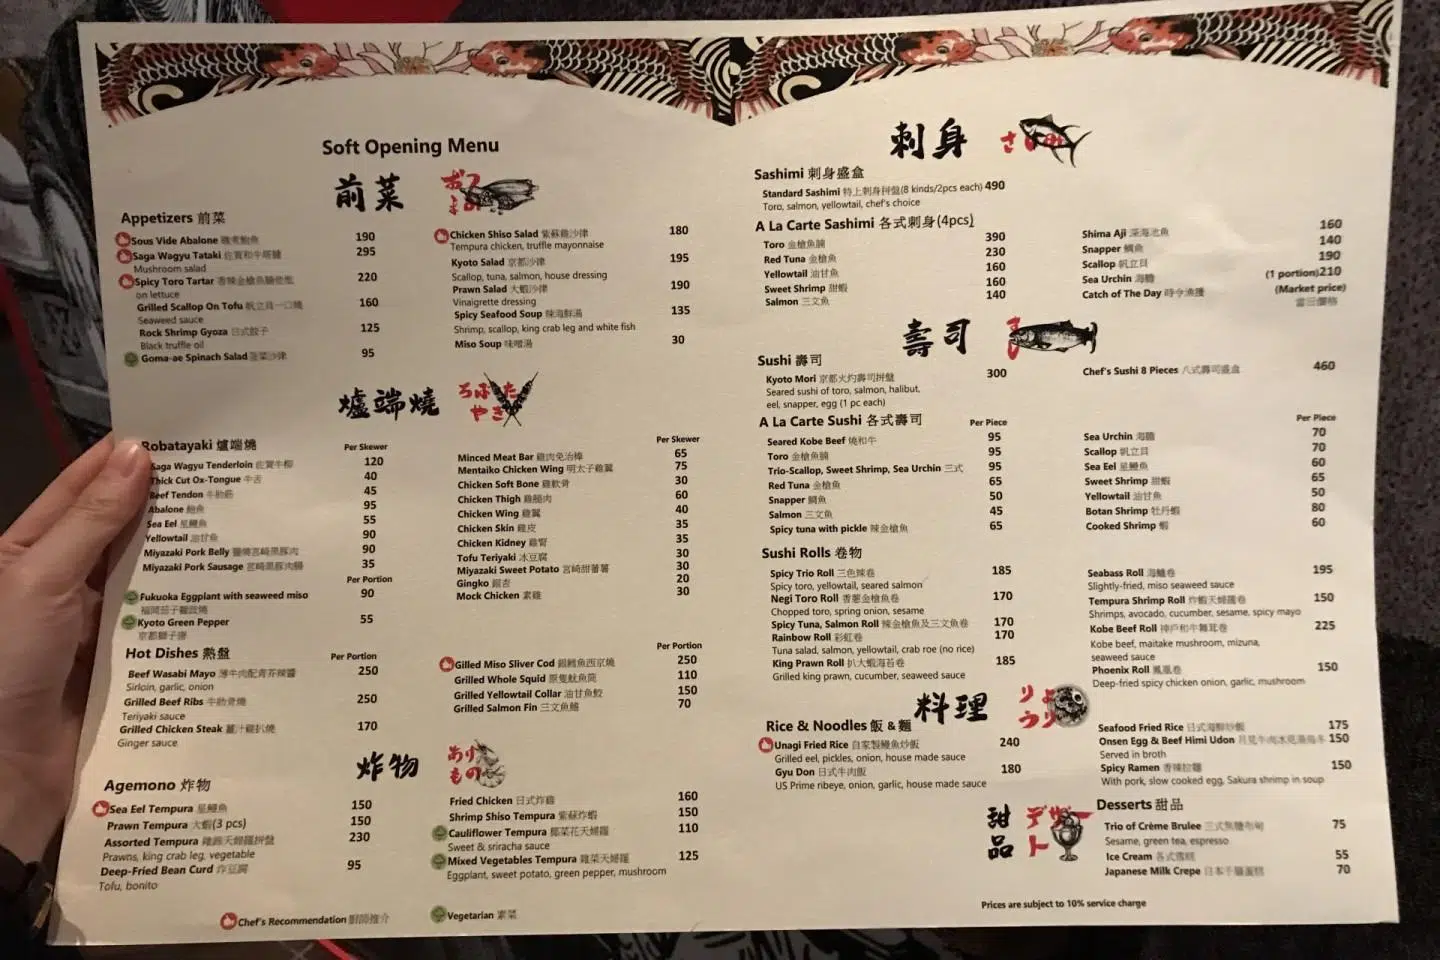 Soft Opening Menu
前菜
Appetizers 前菜
Sous Vide Abalone 190
Saga Wagyu Tataki 295
Mushroom salad
Spicy Toro Tartar 220
on lettuce
Grilled Scallop On Tofu 帆立貝一口燒 160
Seaweed sauce
Rock Shrimp Gyoza 日式餃子 125
Black truffle oil
Goma-ae Spinach Salad 菠菜沙律 95
Chicken Shiso Salad 紫蘇雞沙律 180
Tempura chicken, truffle mayonnaise
Kyoto Salad 京都沙律 195
Scallop, tuna, salmon, house dressing
Prawn Salad 大蝦沙律 190
Vinaigrette dressing
Spicy Seafood Soup 辣海鮮湯 135
Shrimp, scallop, king crab leg and white fish
Miso Soup 味噌湯 30
爐端燒
ろばた
やき
Robatayaki 爐端燒 Per Skewer
Saga Wagyu Tenderloin 佐賀牛柳 120
Thick Cut Ox-Tongue 牛舌 40
Beef Tendon 牛肋筋 45
Abalone 鮑魚 95
Sea Eel 星鰻魚 55
Yellowtail 油甘魚 90
Miyazaki Pork Belly 90
Miyazaki Pork Sausage 宮崎黑豚肉腸 35
Per Portion
Fukuoka Eggplant with seaweed miso 90
Kyoto Green Pepper 55
京都獅子唐
Per Skewer
Minced Meat Bar 雞肉免治棒 65
Mentaiko Chicken Wing 明太子雞翼 75
Chicken Soft Bone 雞軟骨 30
Chicken Thigh 雞腿肉 60
Chicken Wing 雞翼 40
Chicken Skin 雞皮 35
Chicken Kidney 雞腎 35
Tofu Teriyaki 冰豆腐 30
Miyazaki Sweet Potato 宮崎甜蕃薯 30
Gingko 銀杏 20
Mock Chicken 素雞 30
Hot Dishes 熱盤 Per Portion
Beef Wasabi Mayo 薄牛肉配青芥辣醬 250
Sirloin, garlic, onion
Grilled Beef Ribs 牛肋骨燒 250
Teriyaki sauce
Grilled Chicken Steak 薑汁雞扒燒 170
Ginger sauce
Per Portion
Gilled Miso Sliver Cod 銀鱈魚西京燒 250
Grilled Whole Squid 原隻魷魚筒 110
Grilled Yellowtail Collar 油甘魚鮫 150
Grilled Salmon Fin 三文魚鰭 70
炸物
あげ
もの
Agemono 炸物
Sea Eel Tempura 星鰻魚 150
Prawn Tempura 大蝦(3 pcs) 150
Assorted Tempura 雜錦天婦羅拼盤 230
Prawns, king crab leg, vegetable
Deep-Fried Bean Curd 炸豆腐 95
Tofu, bonito
Fried Chicken 日式炸雞 160
Shrimp Shiso Tempura 紫蘇炸蝦 150
Cauliflower Tempura 椰菜花天婦羅 110
Sweet & sriracha sauce
Mixed Vegetables Tempura 雜菜天婦羅 125
Eggplant, sweet potato, green pepper, mushroom
Chef's Recommendation 廚師推介
Vegetarian 素菜
刺身
Sashimi 刺身盛盒
Standard Sashimi 特上刺身拼盤(8 kinds/2pcs each) 490
Toro, salmon, yellowtail, chef's choice
A La Carte Sashimi 各式刺身(4pcs)
Toro 金槍魚腩 390
Red Tuna 金槍魚 230
Yellowtail 油甘魚 160
Sweet Shrimp 甜蝦 160
Salmon 三文魚 140
Shima Aji 深海池魚 160
Snapper 鯛魚 140
Scallop 帆立貝 190
Sea Urchin 海膽 (1 portion)210
Catch of The Day 時令漁獲 (Market price)
當日價格
壽司
Sushi 壽司
Kyoto Mori 京都火灼壽司拼盤 300
Seared sushi of toro, salmon, halibut,
eel, snapper, egg (1 pc each)
Chef's Sushi 8 Pieces 八式壽司盛盒 460
A La Carte Sushi 各式壽司 Per Piece
Seared Kobe Beef 燒和牛 95
Toro 金槍魚腩 95
Trio-Scallop, Sweet Shrimp, Sea Urchin 三式 95
Red Tuna 金槍魚 65
Snapper 鯛魚 50
Salmon 三文魚 45
Spicy tuna with pickle 辣金槍魚 65
Per Piece
Sea Urchin 海膽 70
Scallop 帆立貝 70
Sea Eel 星鰻魚 60
Sweet Shrimp 甜蝦 65
Yellowtail 油甘魚 50
Botan Shrimp 牡丹蝦 80
Cooked Shrimp 蝦 60
Sushi Rolls 卷物
Spicy Trio Roll 三色辣卷 185
Spicy toro, yellowtail, seared salmon
Negi Toro Roll 香蔥金槍魚卷 170
Chopped toro, spring onion, sesame
Spicy Tuna, Salmon Roll 辣金槍魚及三文魚卷 170
Rainbow Roll 彩虹卷 170
Tuna salad, salmon, yellowtail, crab roe (no rice)
King Prawn Roll 扒大蝦海苔卷 185
Grilled king prawn, cucumber, seaweed sauce
Seabass Roll 海鱸卷 195
Slightly-fried, miso seaweed sauce
Tempura Shrimp Roll 炸蝦天婦羅卷 150
Shrimps, avocado, cucumber, sesame, spicy mayo
Kobe Beef Roll 神戶和牛舞茸卷 225
Kobe beef, maitake mushroom, mizuna,
seaweed sauce
Phoenix Roll 鳳凰卷 150
Deep-fried spicy chicken onion, garlic, mushroom
料理
Rice & Noodles 飯 & 麵
Unagi Fried Rice 自家製鰻魚炒飯 240
Grilled eel, pickles, onion, house made sauce
Gyu Don 日式牛肉飯 180
US Prime ribeye, onion, garlic, house made sauce
Seafood Fried Rice 日式海鮮炒飯 175
Onsen Egg & Beef Himi Udon 150
Served in broth
Spicy Ramen 香辣拉麵 150
With pork, slow cooked egg, Sakura shrimp in soup
甜品
デザート
Desserts 甜品
Trio of Crème Brulee 75
Sesame, green tea, espresso
Ice Cream 各式雪糕 55
Japanese Milk Crepe 日本千層蛋糕 70
Prices are subject to 10% service charge